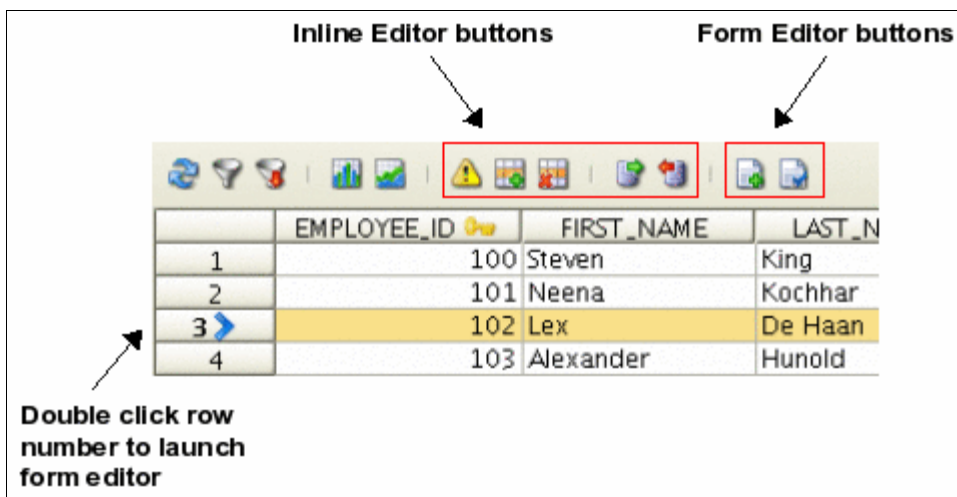 Inline Editor buttons Form Editor buttons
EMPLOYEE_ID FIRST_NAME LAST_N
1 100 Steven King
2 101 Neena Kochhar
3 102 Lex De Haan
4 103 Alexander Hunold
Double click row
number to launch
form editor